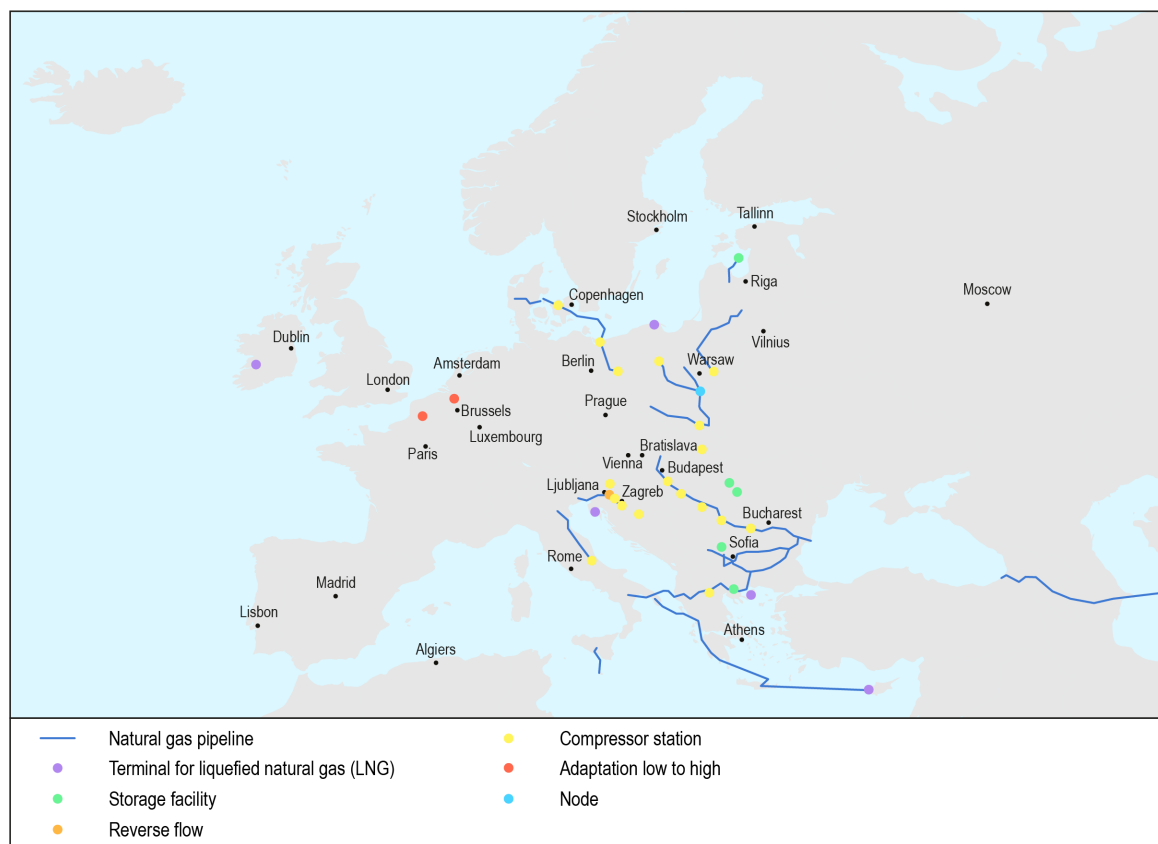 Stockholm
Tallinn
Riga
Moscow
Copenhagen
Vilnius
Dublin
Amsterdam
Berlin
Warsaw
London
Brussels
Prague
Luxembourg
Paris
Bratislava
Vienna
Budapest
Ljubljana
Zagreb
Bucharest
Sofia
Rome
Madrid
Lisbon
Athens
Algiers
Natural gas pipeline
Terminal for liquefied natural gas (LNG)
Storage facility
Reverse flow
Compressor station
Adaptation low to high
Node